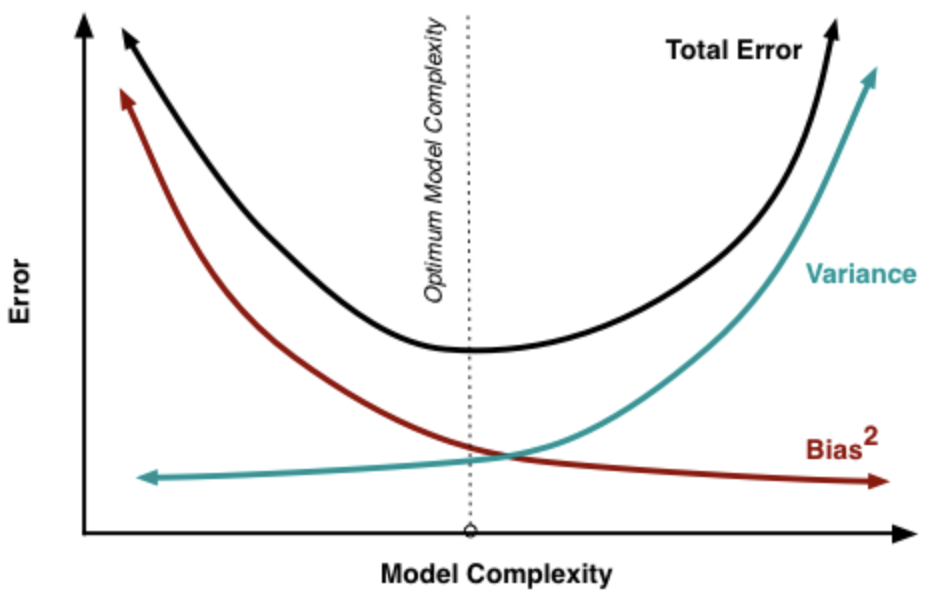 Total Error
Optimum Model Complexity
Variance
Error
Bias²
Model Complexity